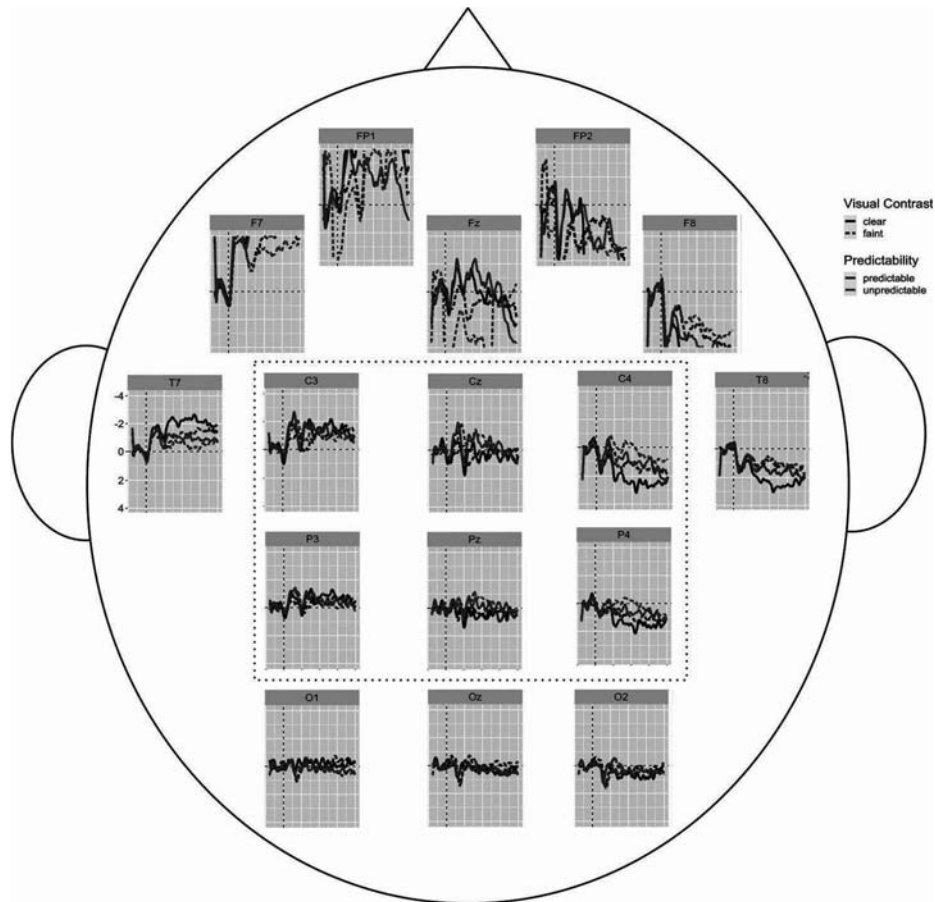 FP1
FP2
F7
Fz
F8
Visual Contrast
clear
faint
Predictability
predictable
unpredictable
T7
C3
Cz
C4
T8
-4
-2
0
2
4
P3
Pz
P4
O1
Oz
O2